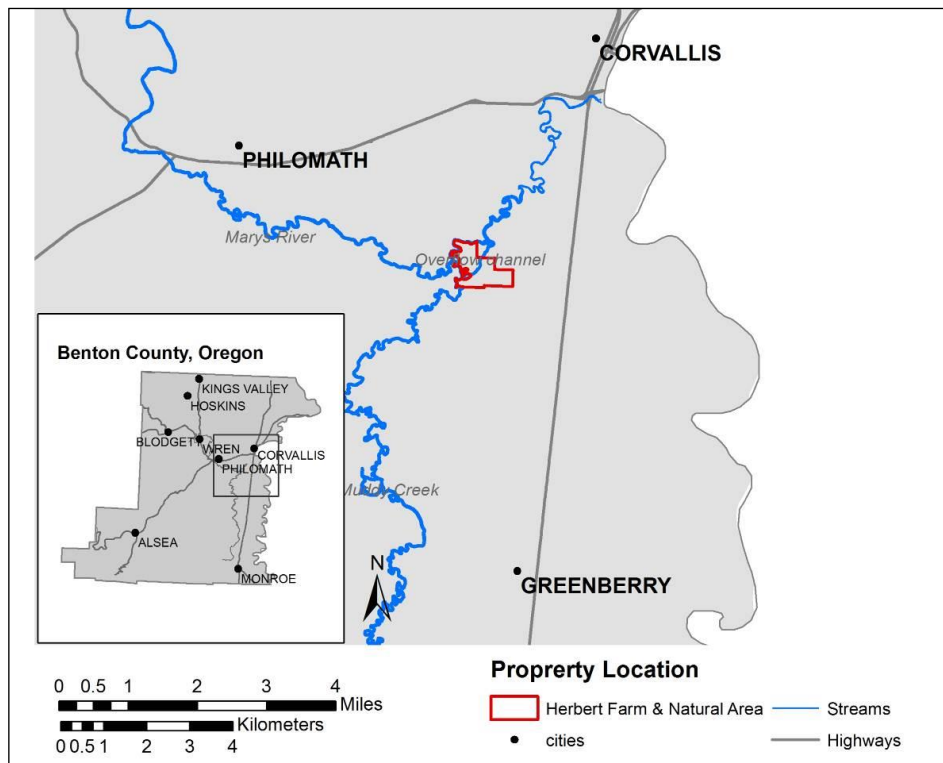 CORVALLIS
PHILOMATH
Marys River
Overflow channel
Benton County, Oregon
KINGS VALLEY
HOSKINS
BLODGETT
WREN
CORVALLIS
PHILOMATH
ALSEA
MONROE
Muddy Creek
N
GREENBERRY
0 0.5 1 2 3 4
Miles
Kilometers
0 0.5 1 2 3 4
Proprerty Location
Herbert Farm & Natural Area
Streams
cities
Highways